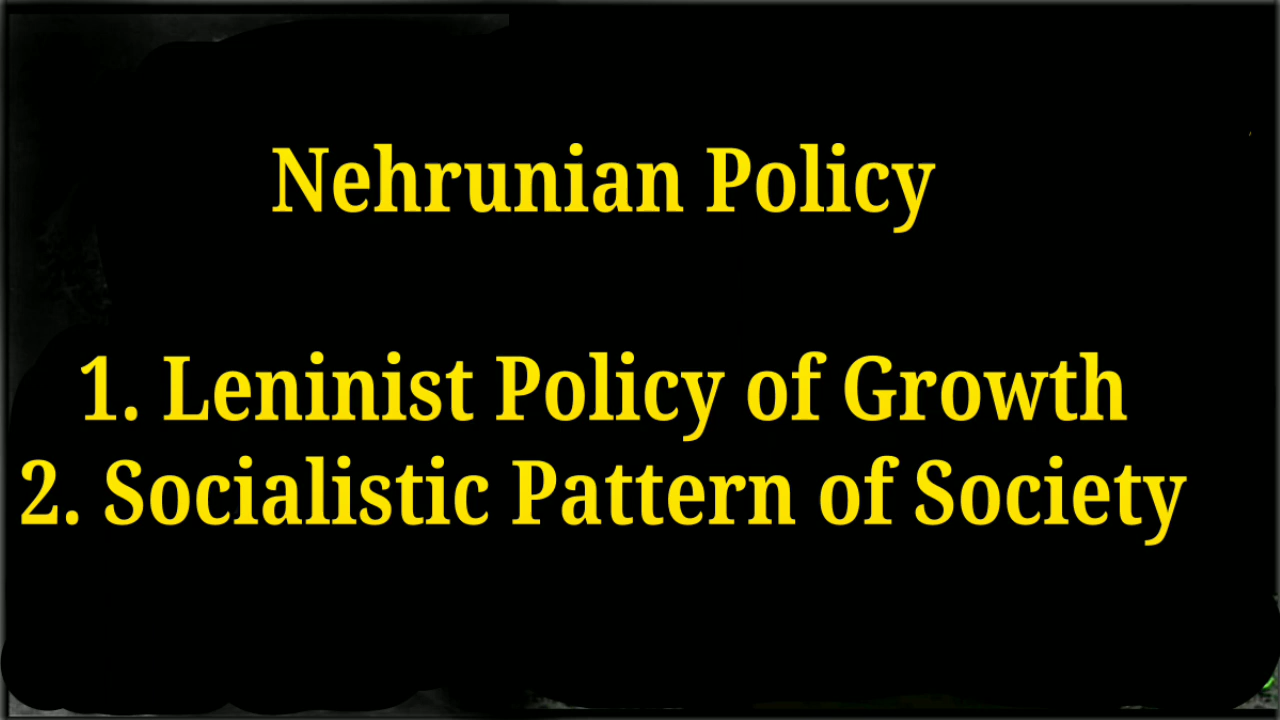 Nehrunian Policy
1. Leninist Policy of Growth
2. Socialistic Pattern of Society